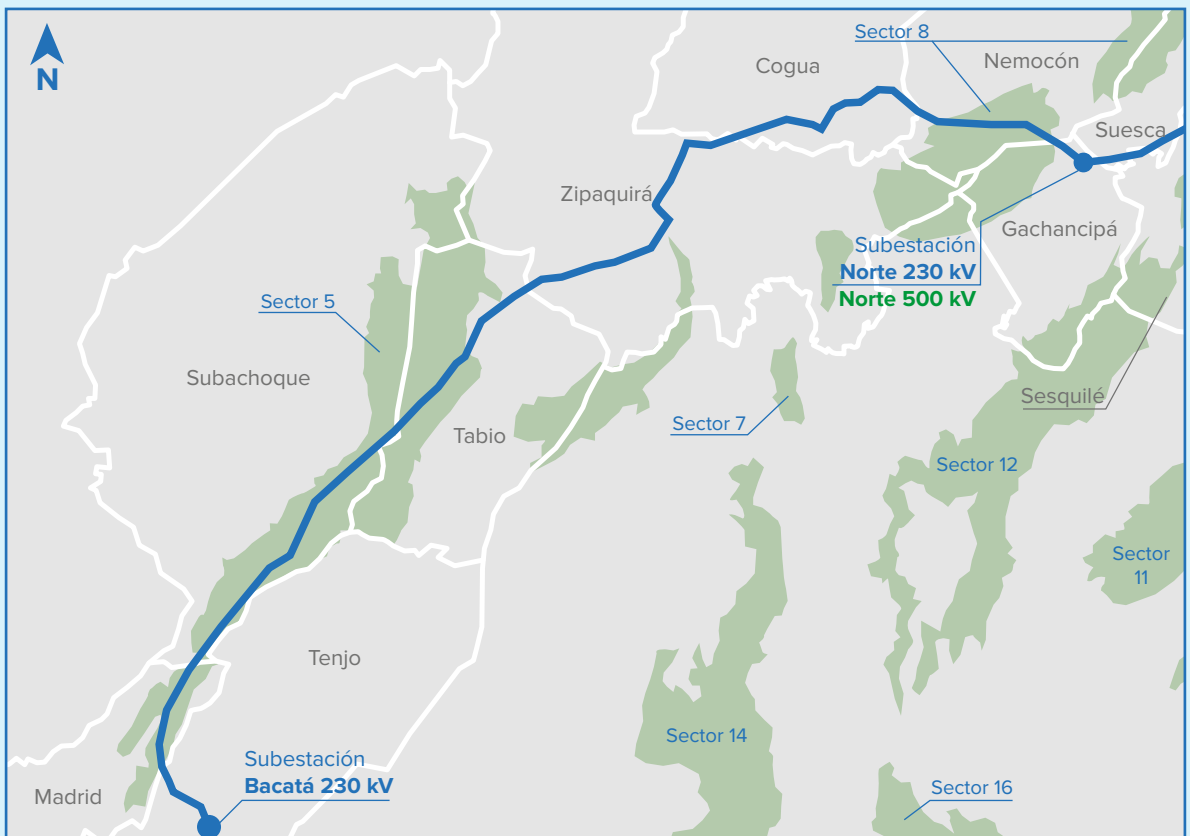 N
Sector 8
Nemocón
Cogua
Suesca
Zipaquirá
Gachancipá
Subestación
Norte 230 kV
Norte 500 kV
Sector 5
Subachoque
Sesquilé
Sector 7
Tabio
Sector 12
Sector
11
Tenjo
Sector 14
Subestación
Bacatá 230 kV
Madrid
Sector 16